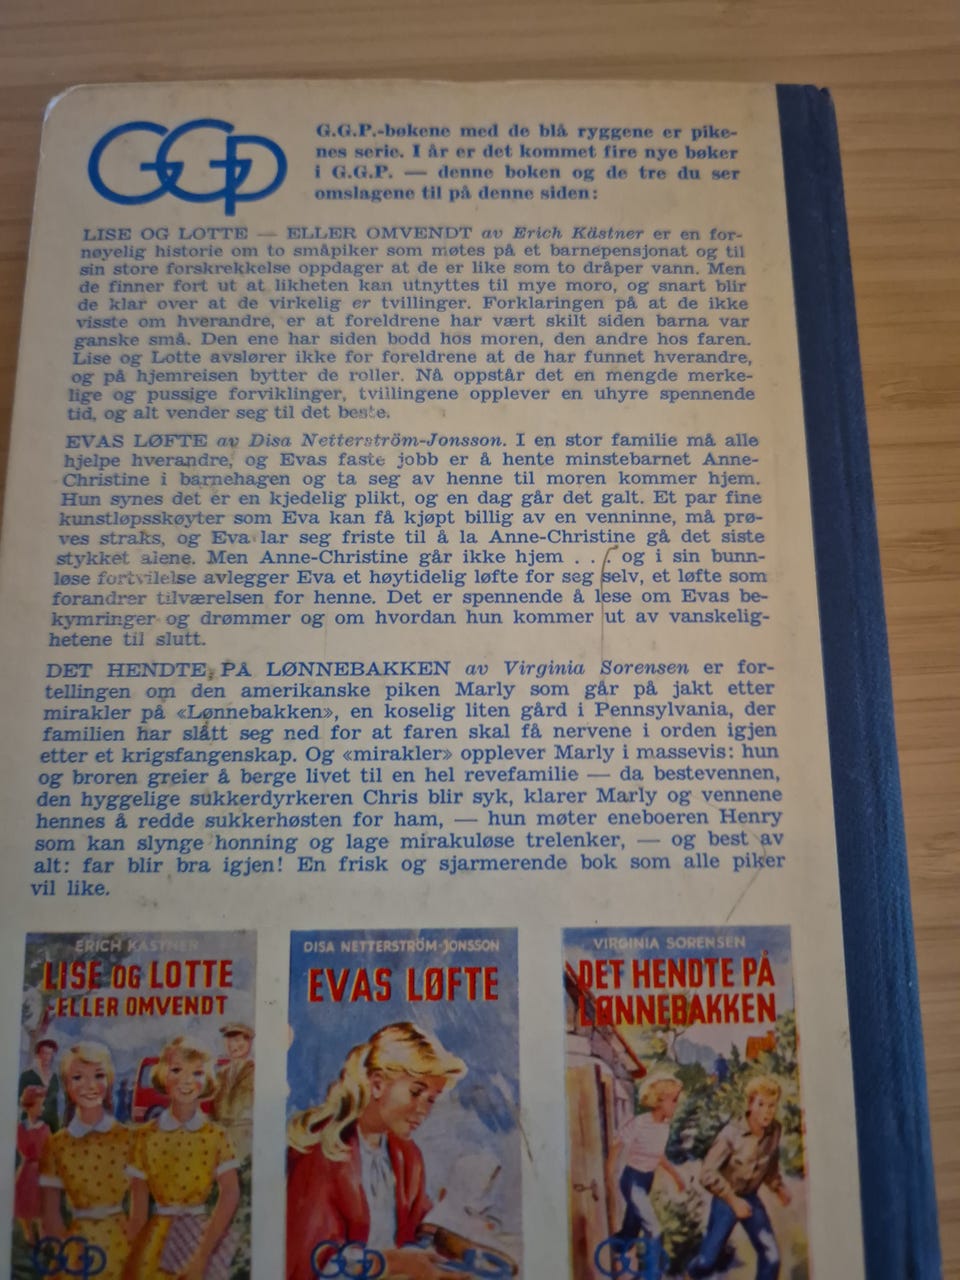 GGP
G.G.P.-bøkene med de blå ryggene er pike-
nes serie. I år er det kommet fire nye bøker
i G.G.P. — denne boken og de tre du ser
omslagene til på denne siden:
LISE OG LOTTE — ELLER OMVENDT av Erich Kästner er en for-
nøyelig historie om to småpiker som møtes på et barnepensjonat og til
sin store forskrekkelse oppdager at de er like som to dråper vann. Men
de finner fort ut at likheten kan utnyttes til mye moro, og snart blir
de klar over at de virkelig er tvillinger. Forklaringen på at de ikke
visste om hverandre, er at foreldrene har vært skilt siden barna var
ganske små. Den ene har siden bodd hos moren, den andre hos faren.
Lise og Lotte avslører ikke for foreldrene at de har funnet hverandre,
og på hjemreisen bytter de roller. Nå oppstår det en mengde merke-
lige og pussige forviklinger, tvillingene opplever en uhyre spennende
tid, og alt vender seg til det beste.
EVAS LØFTE av Disa Netterström-Jonsson. I en stor familie må alle
hjelpe hverandre, og Evas faste jobb er å hente minstebarnet Anne-
Christine i barnehagen og ta seg av henne til moren kommer hjem.
Hun synes det er en kjedelig plikt, og en dag går det galt. Et par fine
kunstløpsskøyter som Eva kan få kjøpt billig av en venninne, må prø-
ves straks, og Eva lar seg friste til å la Anne-Christine gå det siste
stykket alene. Men Anne-Christine går ikke hjem . . . og i sin bunn-
løse fortvilelse avlegger Eva et høytidelig løfte for seg selv, et løfte som
forandrer tilværelsen for henne. Det er spennende å lese om Evas be-
kymringer og drømmer og om hvordan hun kommer ut av vanskelig-
hetene til slutt.
DET HENDTE PÅ LØNNEBAKKEN av Virginia Sorensen er for-
tellingen om den amerikanske piken Marly som går på jakt etter
mirakler på «Lønnebakken», en koselig liten gård i Pennsylvania, der
familien har slått seg ned for at faren skal få nervene i orden igjen
etter et krigsfangenskap. Og «mirakler» opplever Marly i massevis: hun
og broren greier å berge livet til en hel revefamilie — da bestevennen,
den hyggelige sukkerdyrkeren Chris blir syk, klarer Marly og vennene
hennes å redde sukkerhøsten for ham, — hun møter eneboeren Henry
som kan slynge honning og lage mirakuløse trelenker, — og best av
alt: far blir bra igjen! En frisk og sjarmerende bok som alle piker
vil like.
ERICH KÄSTNER
LISE OG LOTTE
-ELLER OMVENDT
GGP
DISA NETTERSTRÖM-JONSSON
EVAS LØFTE
GGP
VIRGINIA SORENSEN
DET HENDTE PÅ
LØNNEBAKKEN
GGP